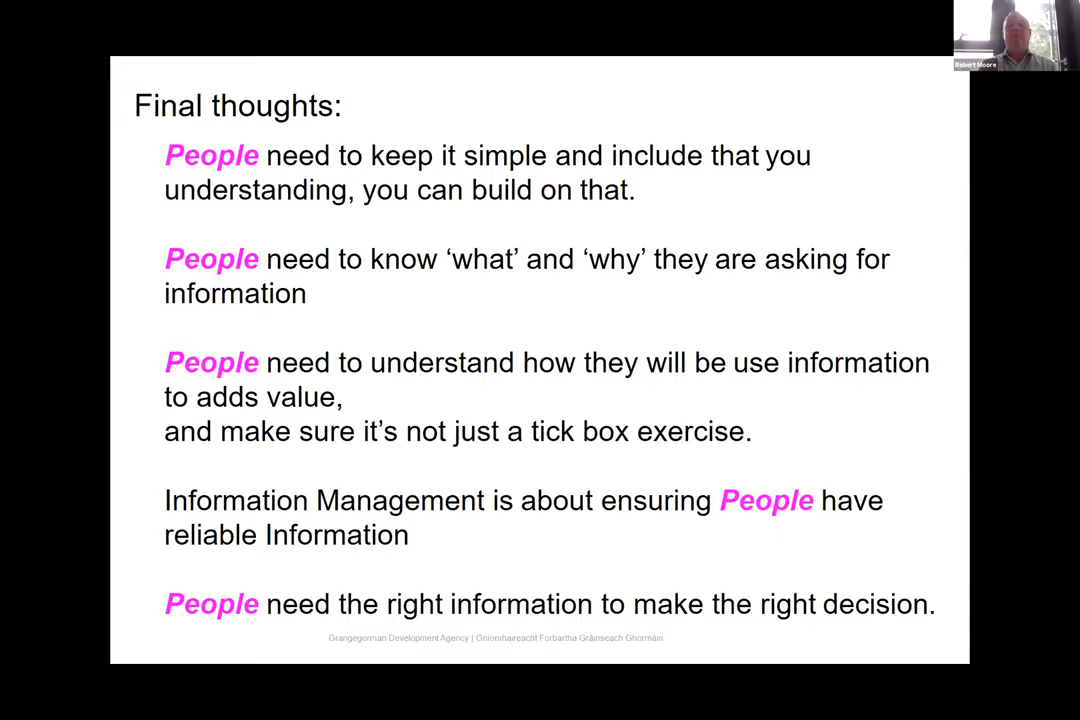 Robert Moore
Final thoughts:
People need to keep it simple and include that you
understanding, you can build on that.
People need to know ‘what’ and ‘why’ they are asking for
information
People need to understand how they will be use information
to adds value,
and make sure it’s not just a tick box exercise.
Information Management is about ensuring People have
reliable Information
People need the right information to make the right decision.
Grangegorman Development Agency | Gníomhaireacht Forbartha Ghráinseach Ghormáin